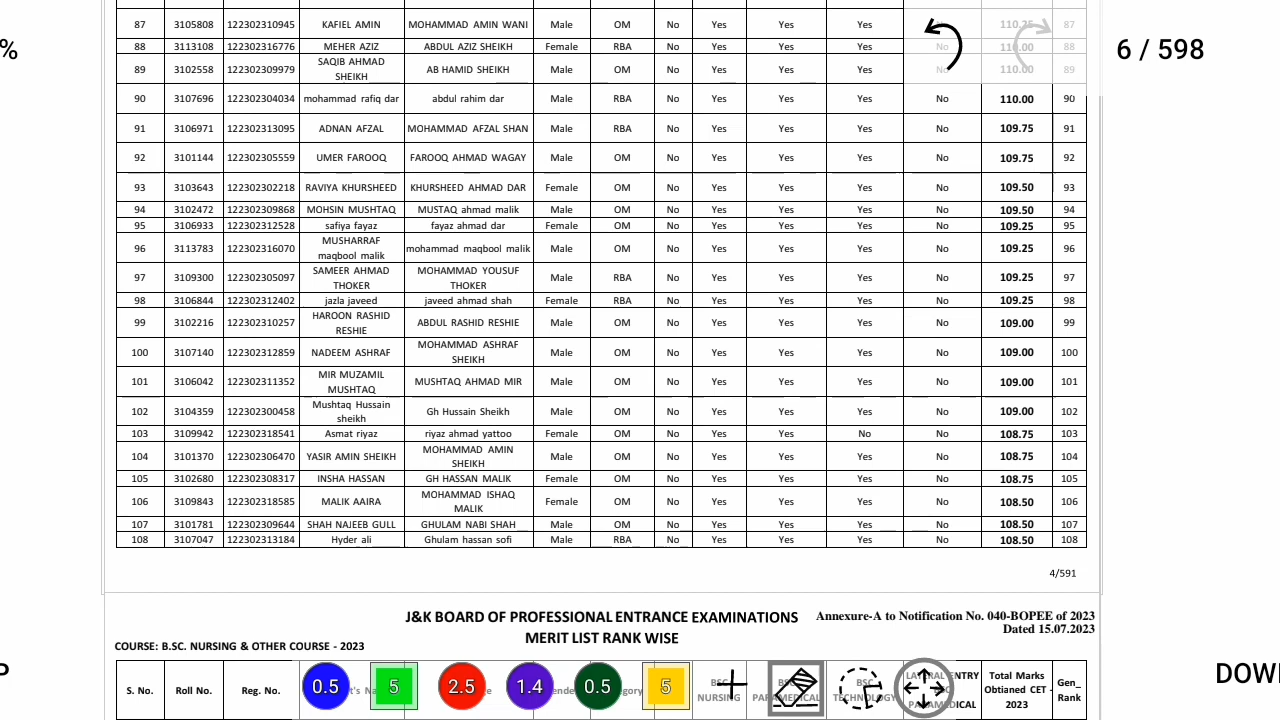 87 3105808 122302310945 KAFIEL AMIN MOHAMMAD AMIN WANI Male OM No Yes Yes Yes 110.25 87
% 6 / 598
88 3113108 122302316776 MEHER AZIZ ABDUL AZIZ SHEIKH Female RBA No Yes Yes Yes No 110.00 88
89 3102558 122302309979 SAQIB AHMAD SHEIKH AB HAMID SHEIKH Male OM No Yes Yes Yes No 110.00 89
90 3107696 122302304034 mohammad rafiq dar abdul rahim dar Male RBA No Yes Yes Yes No 110.00 90
91 3106971 122302313095 ADNAN AFZAL MOHAMMAD AFZAL SHAN Male RBA No Yes Yes Yes No 109.75 91
92 3101144 122302305559 UMER FAROOQ FAROOQ AHMAD WAGAY Male OM No Yes Yes Yes No 109.75 92
93 3103643 122302302218 RAVIYA KHURSHEED KHURSHEED AHMAD DAR Female OM No Yes Yes Yes No 109.50 93
94 3102472 122302309868 MOHSIN MUSHTAQ MUSTAQ ahmad malik Male OM No Yes Yes Yes No 109.50 94
95 3106933 122302312528 safiya fayaz fayaz ahmad dar Female OM No Yes Yes Yes No 109.25 95
96 3113783 122302316070 MUSHARRAF maqbool malik mohammad maqbool malik Male OM No Yes Yes Yes No 109.25 96
97 3109300 122302305097 SAMEER AHMAD THOKER MOHAMMAD YOUSUF THOKER Male RBA No Yes Yes Yes No 109.25 97
98 3106844 122302312402 jazla javeed javeed ahmad shah Female RBA No Yes Yes Yes No 109.25 98
99 3102216 122302310257 HAROON RASHID RESHIE ABDUL RASHID RESHIE Male OM No Yes Yes Yes No 109.00 99
100 3107140 122302312859 NADEEM ASHRAF MOHAMMAD ASHRAF SHEIKH Male OM No Yes Yes Yes No 109.00 100
101 3106042 122302311352 MIR MUZAMIL MUSHTAQ MUSHTAQ AHMAD MIR Male OM No Yes Yes Yes No 109.00 101
102 3104359 122302300458 Mushtaq Hussain sheikh Gh Hussain Sheikh Male OM No Yes Yes Yes No 109.00 102
103 3109942 122302318541 Asmat riyaz riyaz ahmad yattoo Female OM No Yes Yes No No 108.75 103
104 3101370 122302306470 YASIR AMIN SHEIKH MOHAMMAD AMIN SHEIKH Male OM No Yes Yes Yes No 108.75 104
105 3102680 122302308317 INSHA HASSAN GH HASSAN MALIK Female OM No Yes Yes Yes No 108.75 105
106 3109843 122302318585 MALIK AAIRA MOHAMMAD ISHAQ MALIK Female OM No Yes Yes Yes No 108.50 106
107 3101781 122302309644 SHAH NAJEEB GULL GHULAM NABI SHAH Male OM No Yes Yes Yes No 108.50 107
108 3107047 122302313184 Hyder ali Ghulam hassan sofi Male RBA No Yes Yes Yes No 108.50 108
4/591
J&K BOARD OF PROFESSIONAL ENTRANCE EXAMINATIONS Annexure-A to Notification No. 040-BOPEE of 2023
Dated 15.07.2023
MERIT LIST RANK WISE
COURSE: B.SC. NURSING & OTHER COURSE - 2023
S. No. Roll No. Reg. No. NURSING Total Marks Obtianed CET - 2023 Gen_ Rank
0.5 5 2.5 1.4 0.5 5
DOW